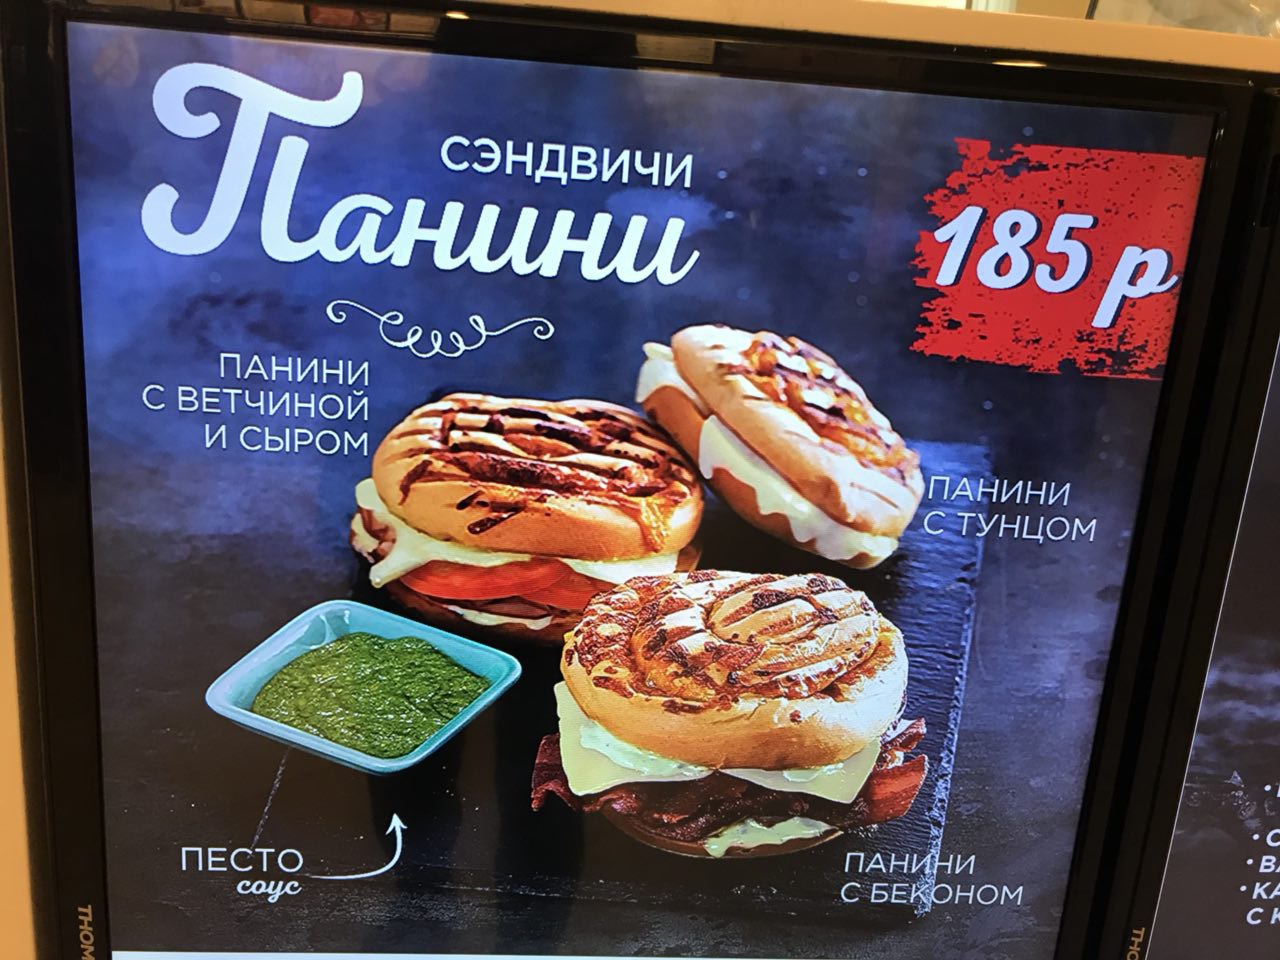 СЭНДВИЧИ
Панини
185 р
ПАНИНИ
С ВЕТЧИНОЙ
И СЫРОМ
ПАНИНИ
С ТУНЦОМ
ПЕСТО
соус
ПАНИНИ
С БЕКОНОМ